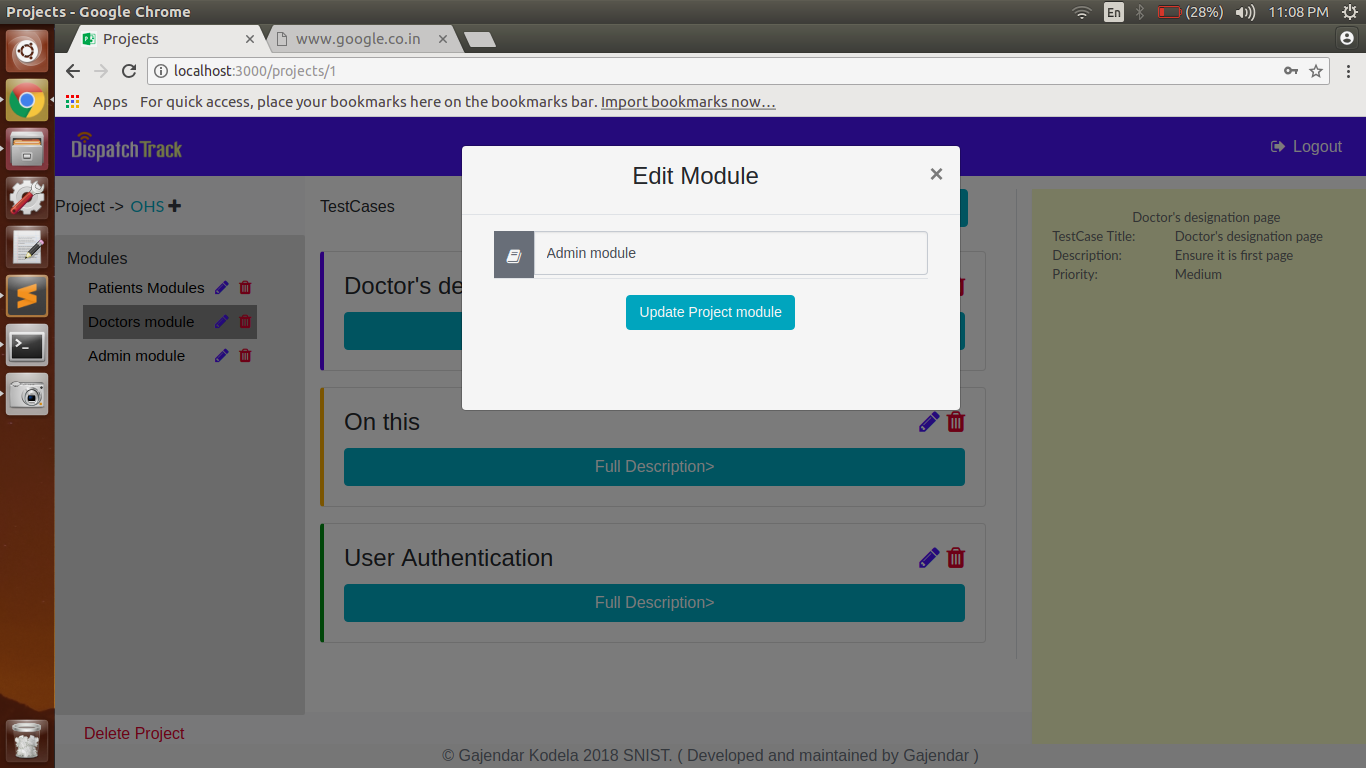 Projects - Google Chrome
En
(28%)
11:08 PM
Projects
www.google.co.in
localhost:3000/projects/1
Apps
For quick access, place your bookmarks here on the bookmarks bar. Import bookmarks now…
DispatchTrack
Logout
Edit Module
×
Admin module
Update Project module
Project -> OHS
Modules
Patients Modules
Doctors module
Admin module
Delete Project
TestCases
Doctor's de
On this
Full Description>
User Authentication
Full Description>
Doctor's designation page
TestCase Title: Doctor's designation page
Description: Ensure it is first page
Priority: Medium
© Gajendar Kodela 2018 SNIST. ( Developed and maintained by Gajendar )